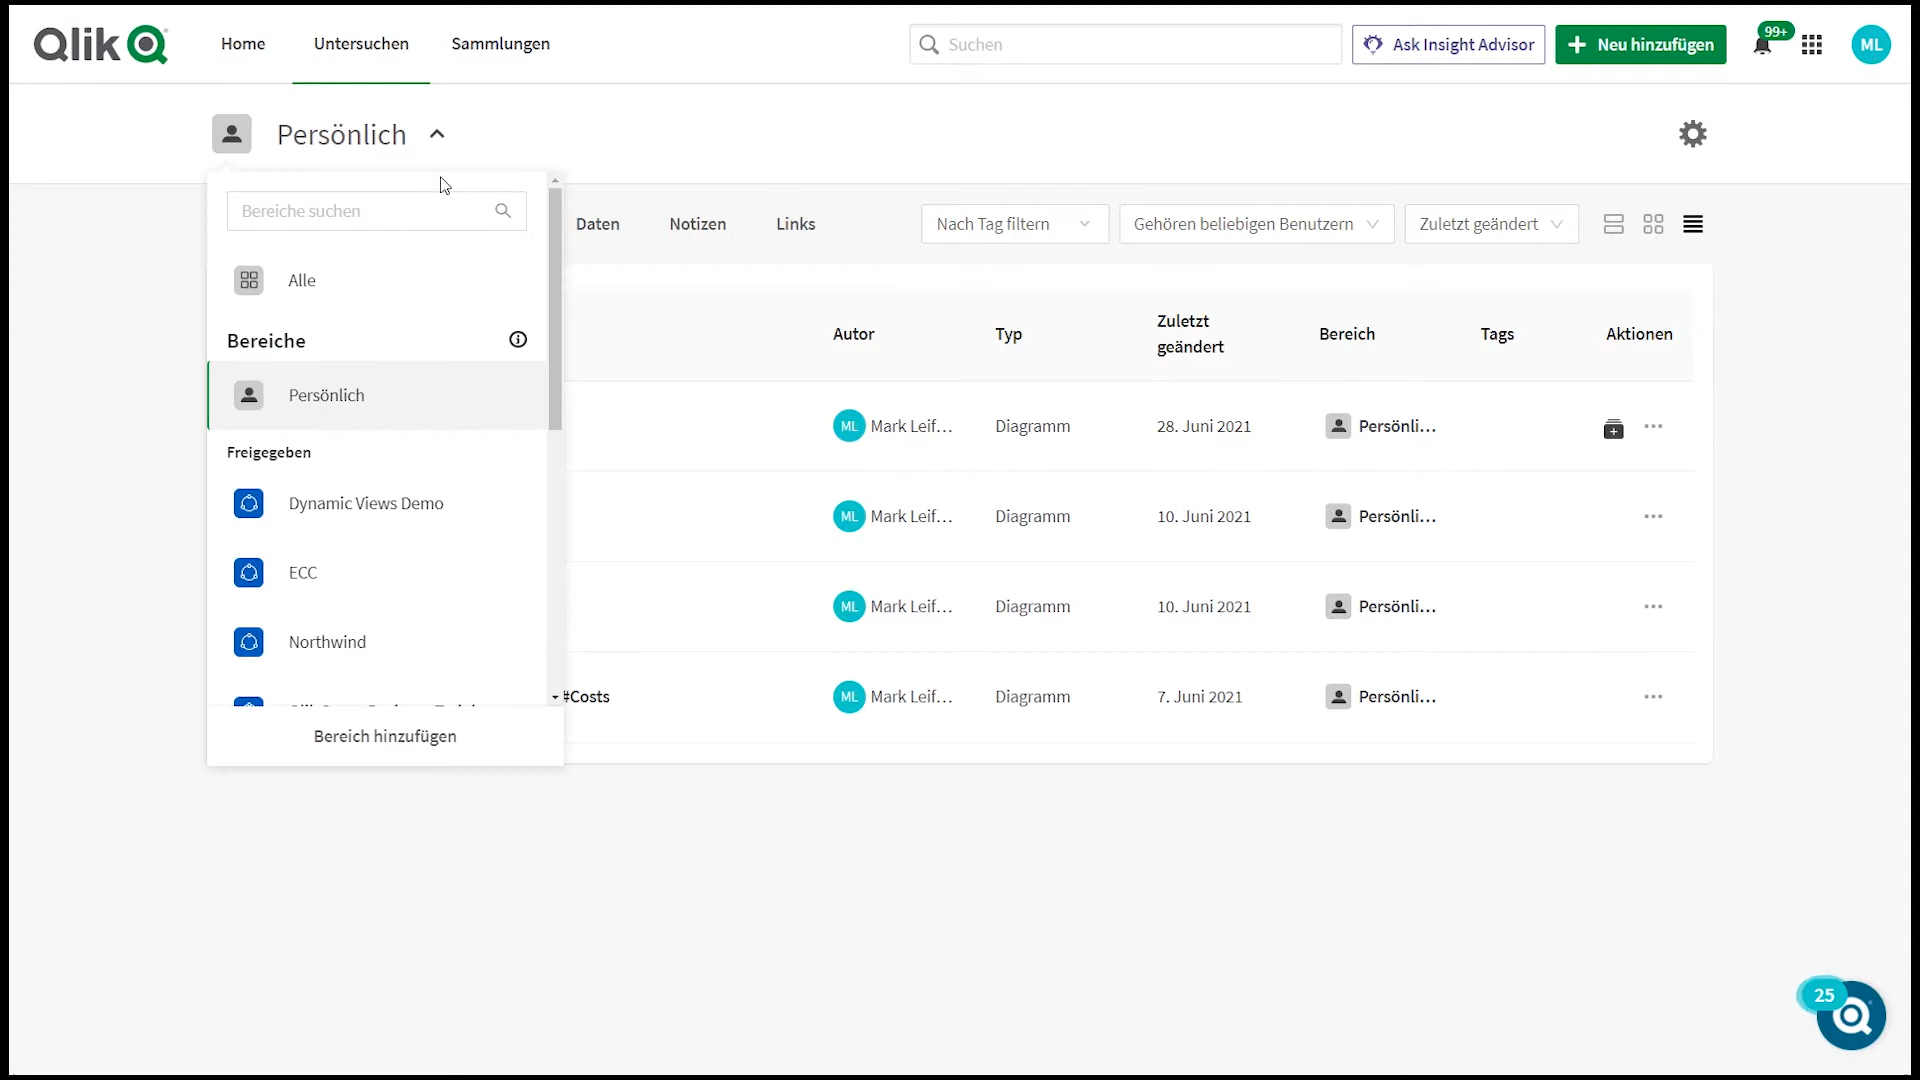 Qlik
Home
Untersuchen
Sammlungen
Suchen
Ask Insight Advisor
Neu hinzufügen
99+
ML
Persönlich
Bereiche suchen
Daten
Notizen
Links
Nach Tag filtern
Gehören beliebigen Benutzern
Zuletzt geändert
Alle
Bereiche
Persönlich
Freigegeben
Dynamic Views Demo
ECC
Northwind
Bereich hinzufügen
Autor
Typ
Zuletzt
geändert
Bereich
Tags
Aktionen
ML Mark Leif... Diagramm 28. Juni 2021 Persönli...
ML Mark Leif... Diagramm 10. Juni 2021 Persönli...
ML Mark Leif... Diagramm 10. Juni 2021 Persönli...
#Costs ML Mark Leif... Diagramm 7. Juni 2021 Persönli...
25